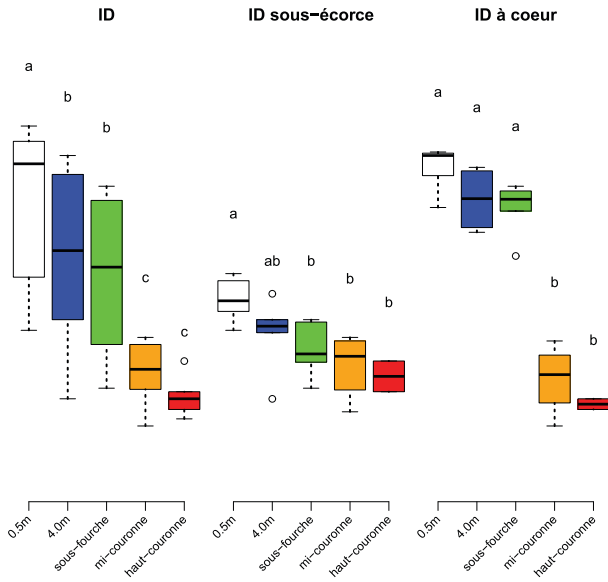 ID
ID sous-écorce
ID à coeur
a
b
b
c
c
a
ab
b
b
b
a
a
a
b
b
0.5m
4.0m
sous-fourche
mi-couronne
haut-couronne
0.5m
4.0m
sous-fourche
mi-couronne
haut-couronne
0.5m
4.0m
sous-fourche
mi-couronne
haut-couronne